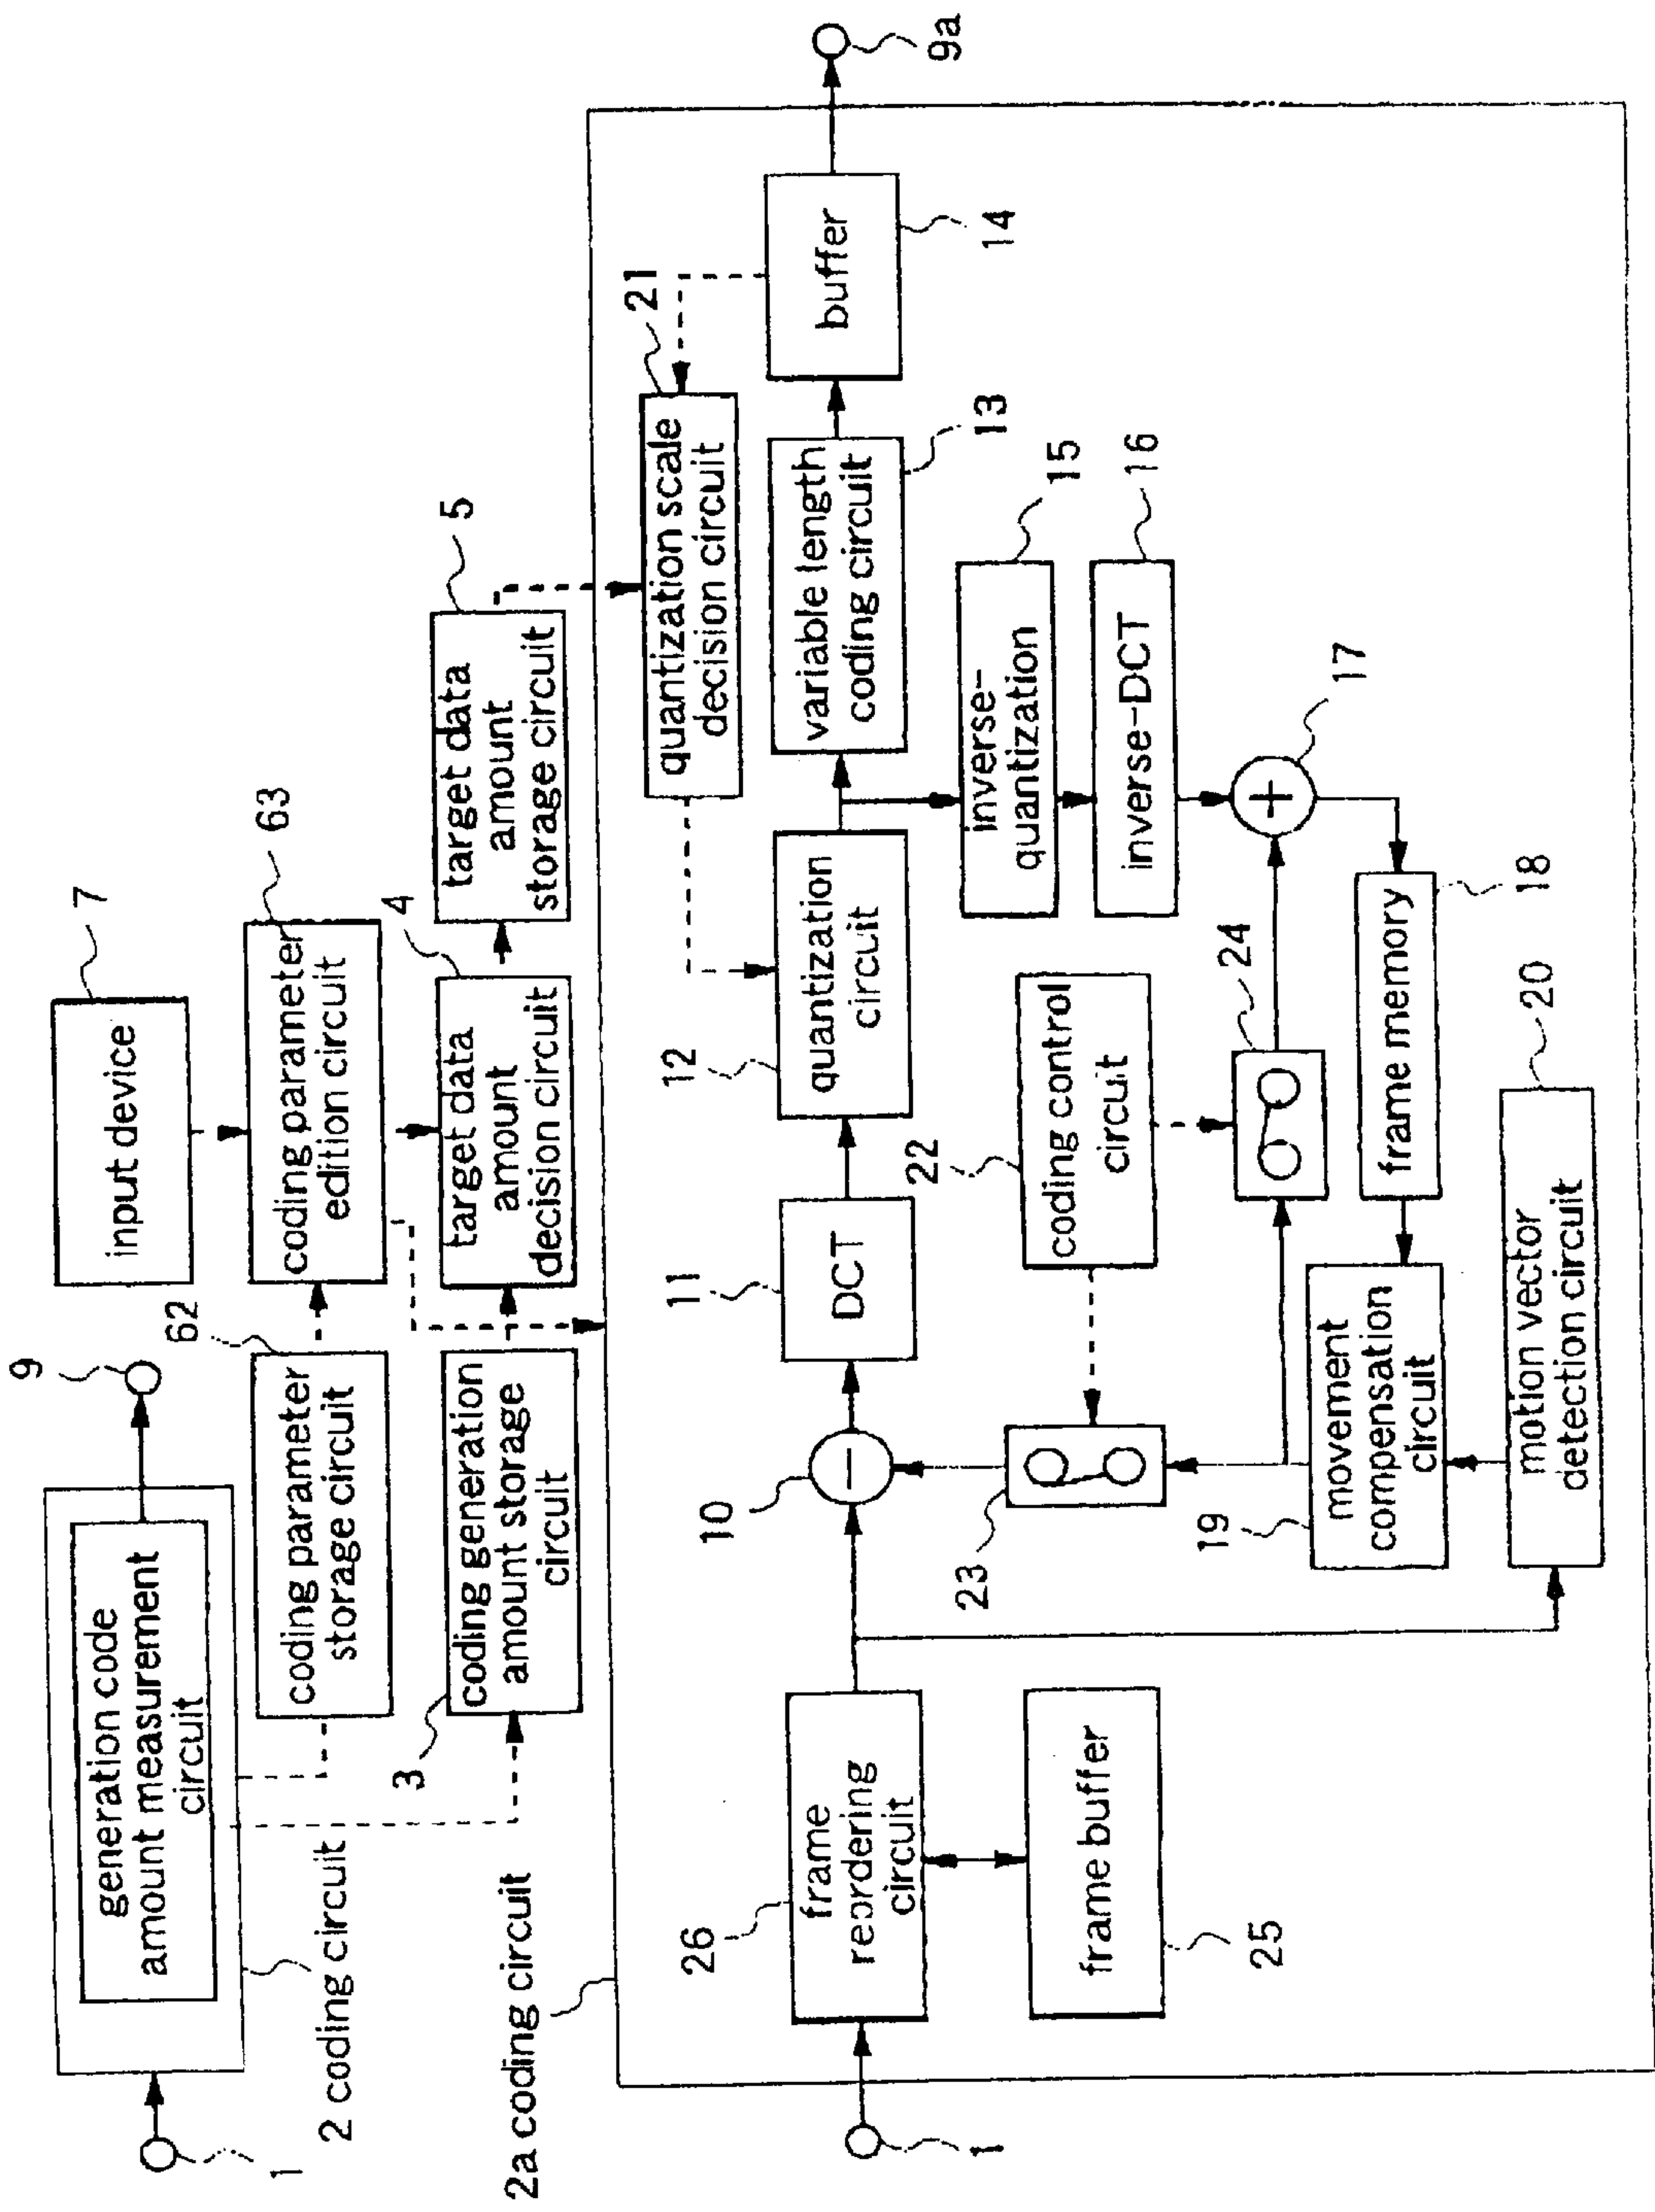 1
generation code
amount measurement
circuit
9
2 coding circuit
7
input device
62
coding parameter
storage circuit
63
coding parameter
edition circuit
3
coding generation
amount storage
circuit
4
target data
amount
decision circuit
5
target data
amount
storage circuit
2a coding circuit
1
26
frame
reordering
circuit
25
frame buffer
10
11
DCT
12
quantization
circuit
21
quantization scale
decision circuit
13
variable length
coding circuit
14
buffer
9a
15
inverse-
quantization
16
inverse-DCT
17
22
coding control
circuit
23
24
18
frame memory
19
movement
compensation
circuit
20
motion vector
detection circuit